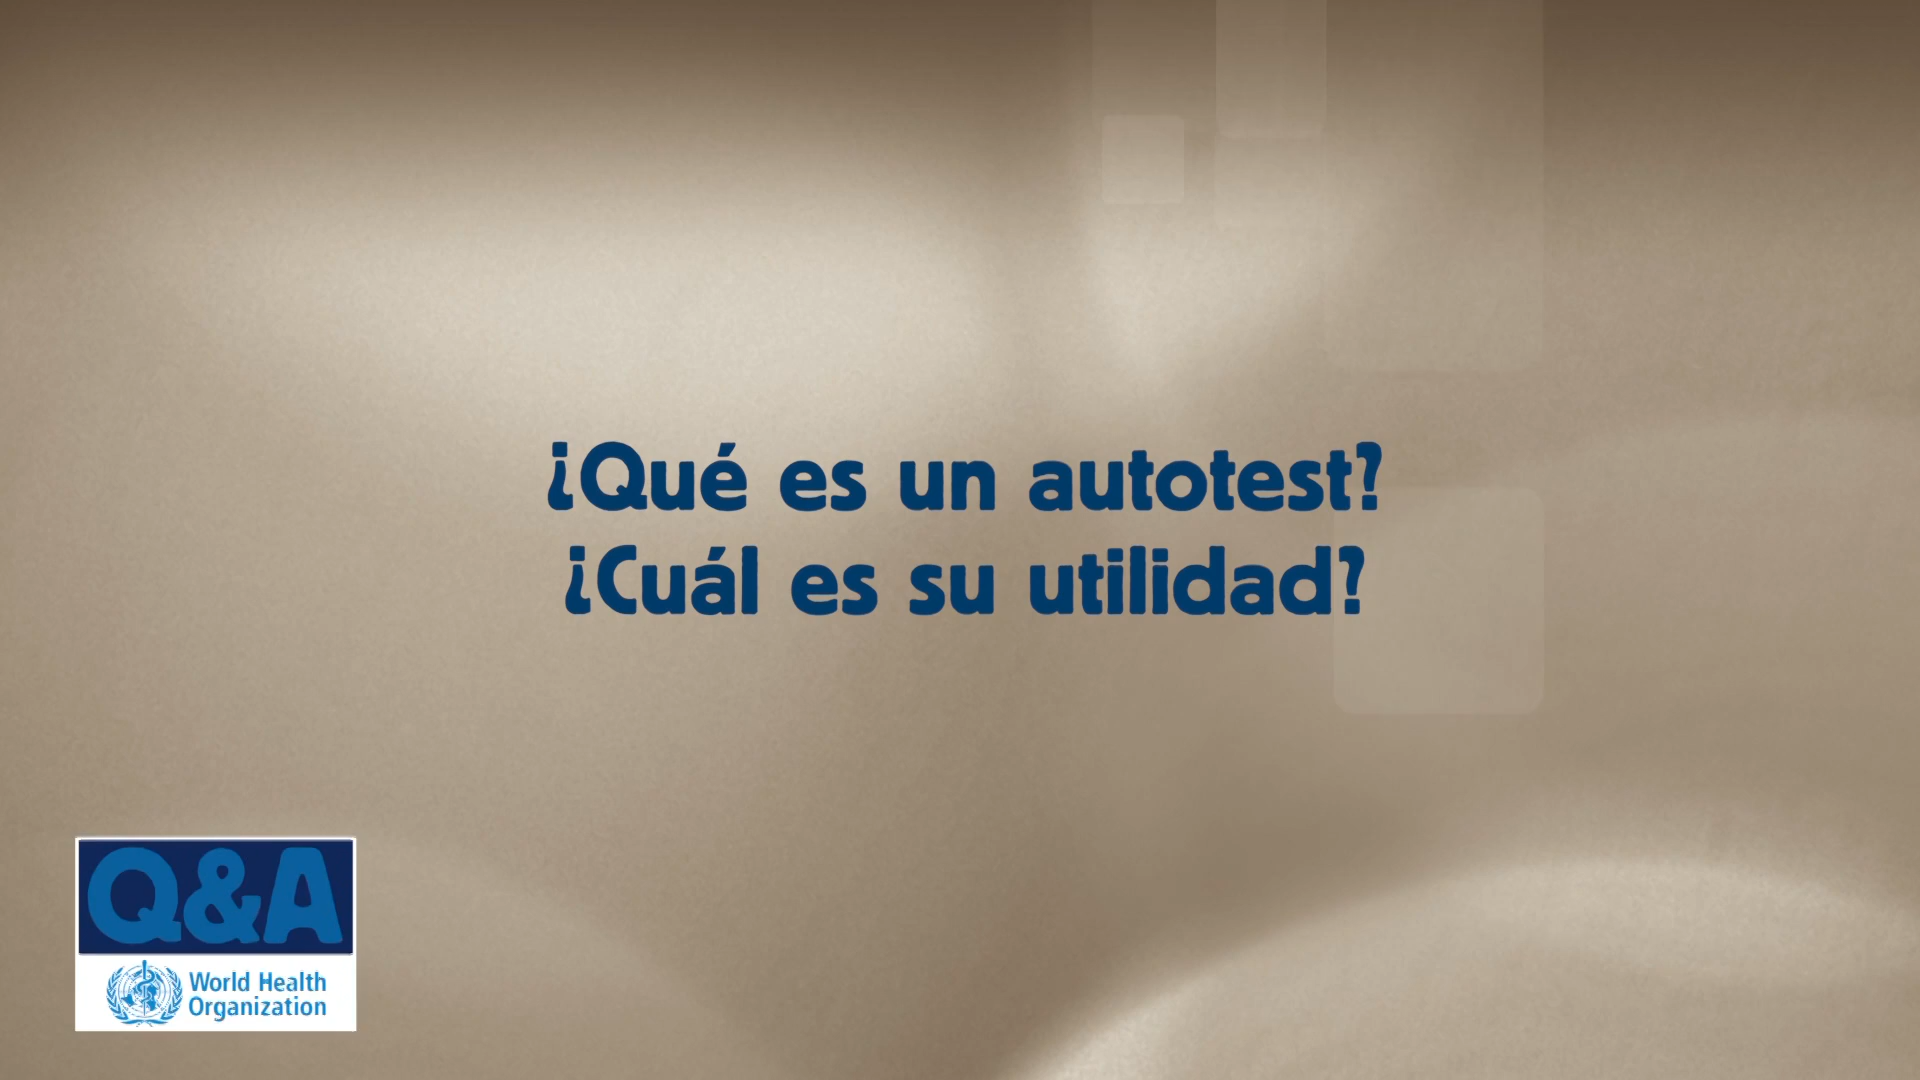 ¿Qué es un autotest?
¿Cuál es su utilidad?
Q&A
World Health
Organization